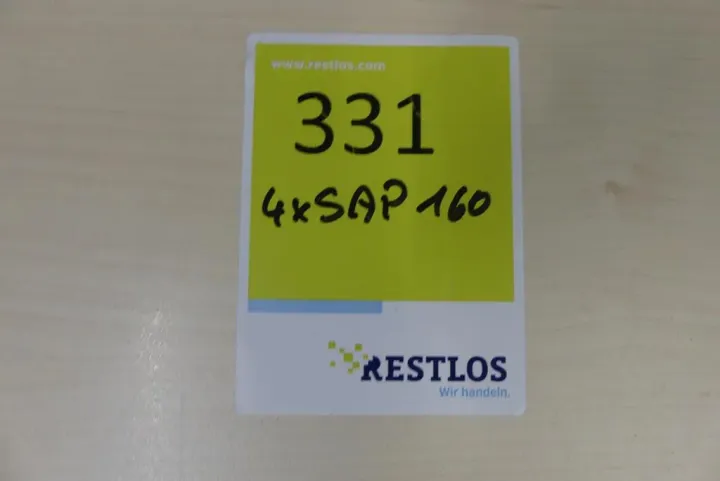 www.restlos.com
331
4xSAP 160
RESTLOS
Wir handeln.